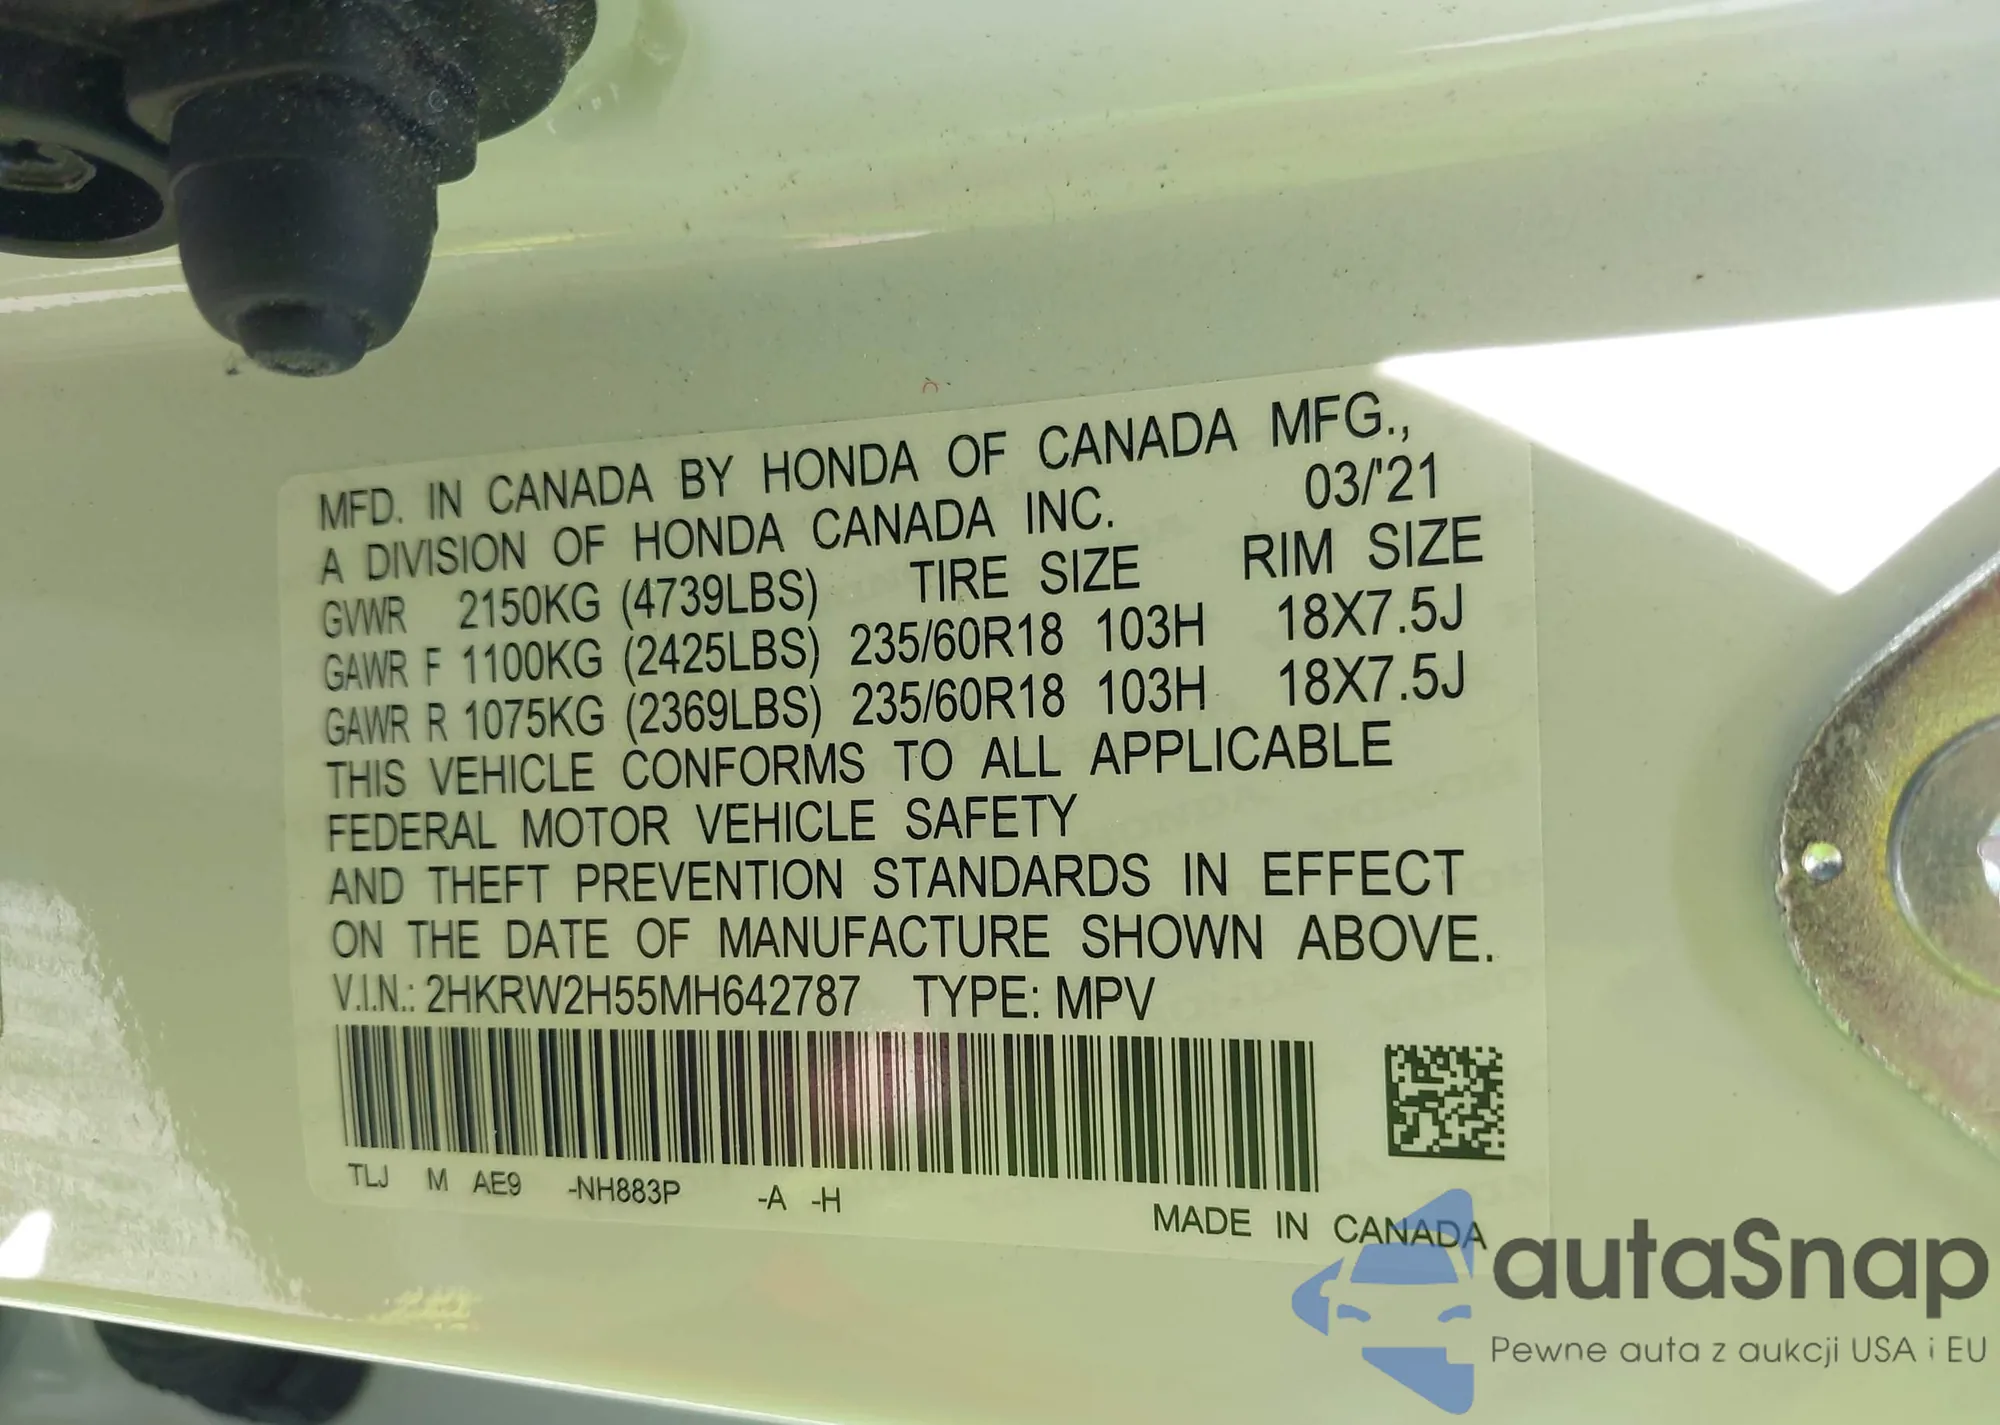 MFD. IN CANADA BY HONDA OF CANADA MFG.,
A DIVISION OF HONDA CANADA INC. 03/'21
GVWR 2150KG (4739LBS) TIRE SIZE RIM SIZE
GAWR F 1100KG (2425LBS) 235/60R18 103H 18X7.5J
GAWR R 1075KG (2369LBS) 235/60R18 103H 18X7.5J
THIS VEHICLE CONFORMS TO ALL APPLICABLE
FEDERAL MOTOR VEHICLE SAFETY
AND THEFT PREVENTION STANDARDS IN EFFECT
ON THE DATE OF MANUFACTURE SHOWN ABOVE.
V.I.N.: 2HKRW2H55MH642787 TYPE: MPV
TLJ M AE9 -NH883P -A -H
MADE IN CANADA
autaSnap
Pewne auta z aukcji USA i EU